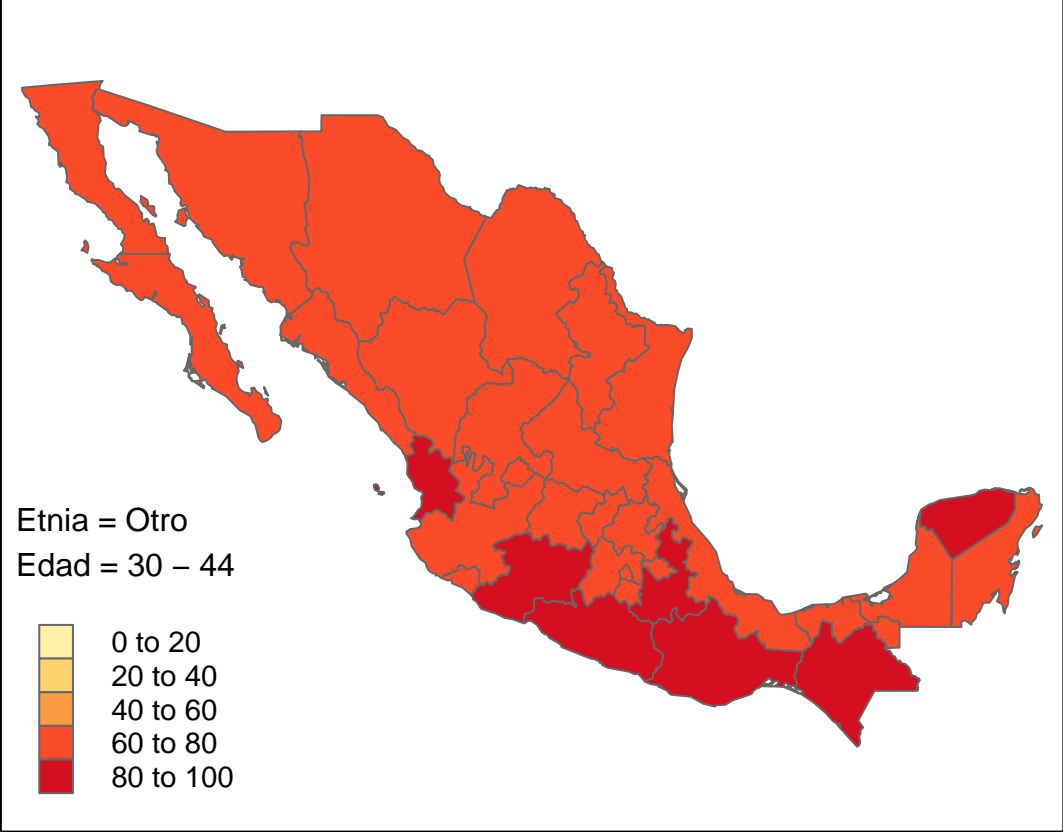 Etnia = Otro
Edad = 30 – 44
0 to 20
20 to 40
40 to 60
60 to 80
80 to 100